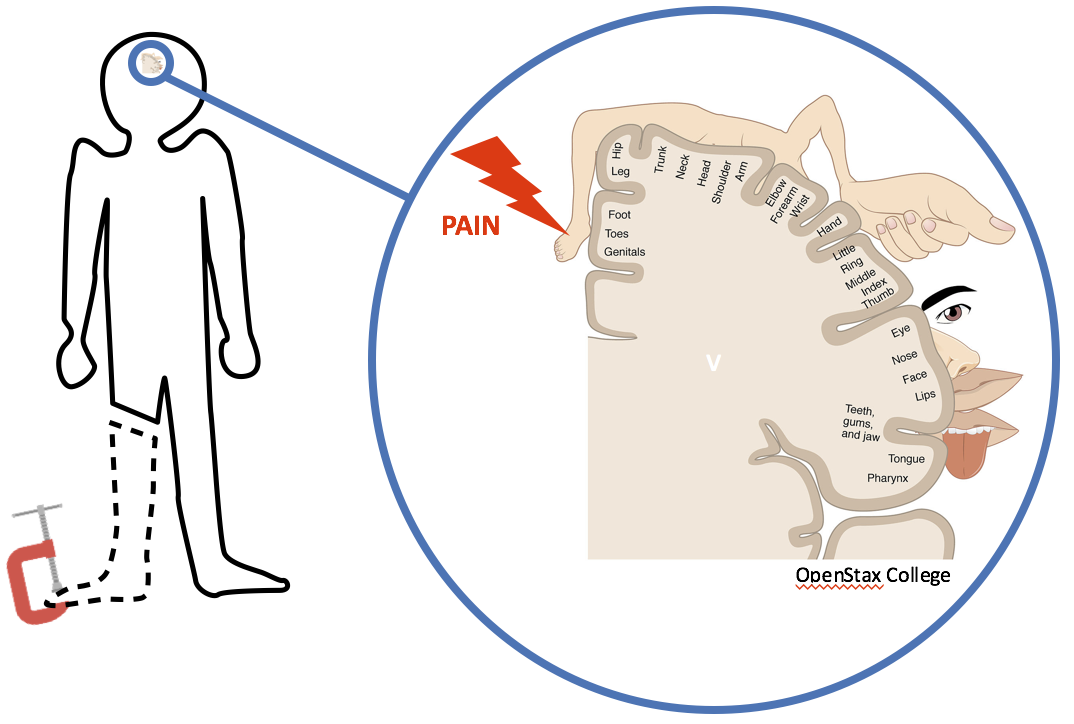 PAIN
Hip
Leg
Foot
Toes
Genitals
Trunk
Neck
Head
Shoulder
Arm
Elbow
Forearm
Wrist
Hand
Little
Ring
Middle
Index
Thumb
Eye
Nose
Face
Lips
Teeth,
gums,
and jaw
Tongue
Pharynx
V
OpenStax College